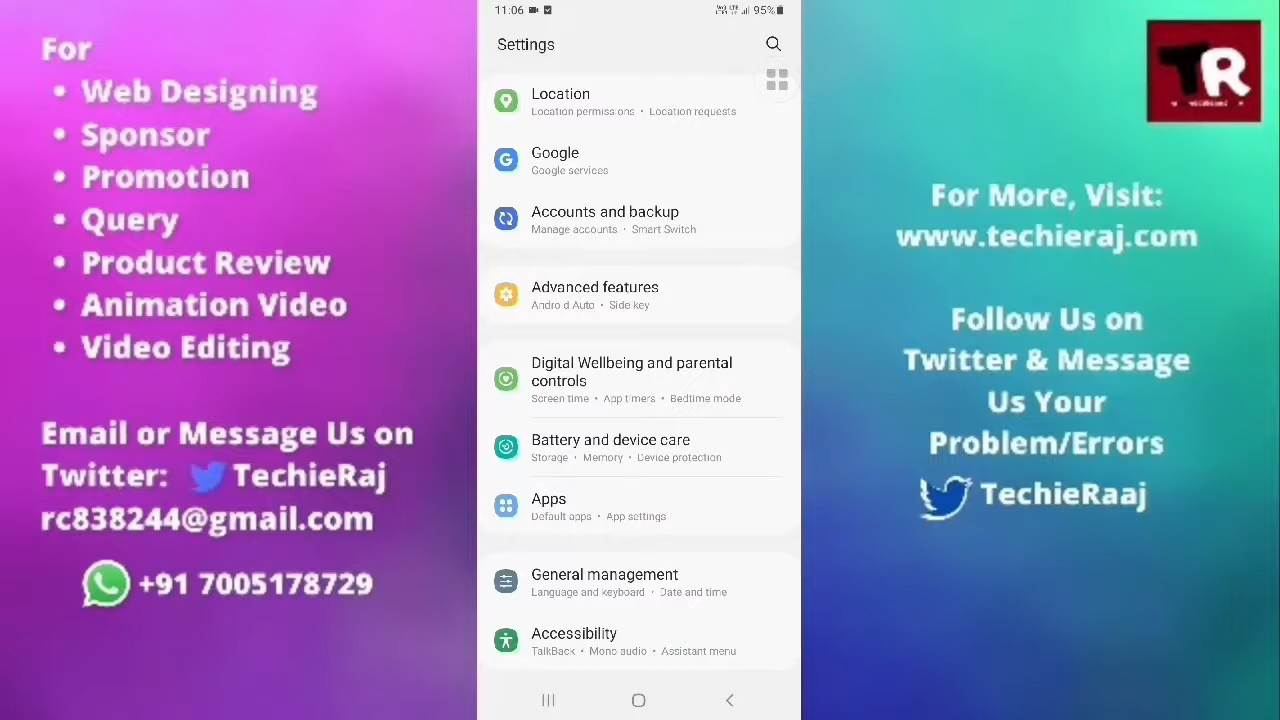 For
• Web Designing
• Sponsor
• Promotion
• Query
• Product Review
• Animation Video
• Video Editing
Email or Message Us on
Twitter: TechieRaj
rc838244@gmail.com
+91 7005178729
11:06
95%
Settings
Location
Location permissions • Location requests
Google
Google services
Accounts and backup
Manage accounts • Smart Switch
Advanced features
Android Auto • Side key
Digital Wellbeing and parental
controls
Screen time • App timers • Bedtime mode
Battery and device care
Storage • Memory • Device protection
Apps
Default apps • App settings
General management
Language and keyboard • Date and time
Accessibility
TalkBack • Mono audio • Assistant menu
TR
For More, Visit:
www.techieraj.com
Follow Us on
Twitter & Message
Us Your
Problem/Errors
TechieRaaj